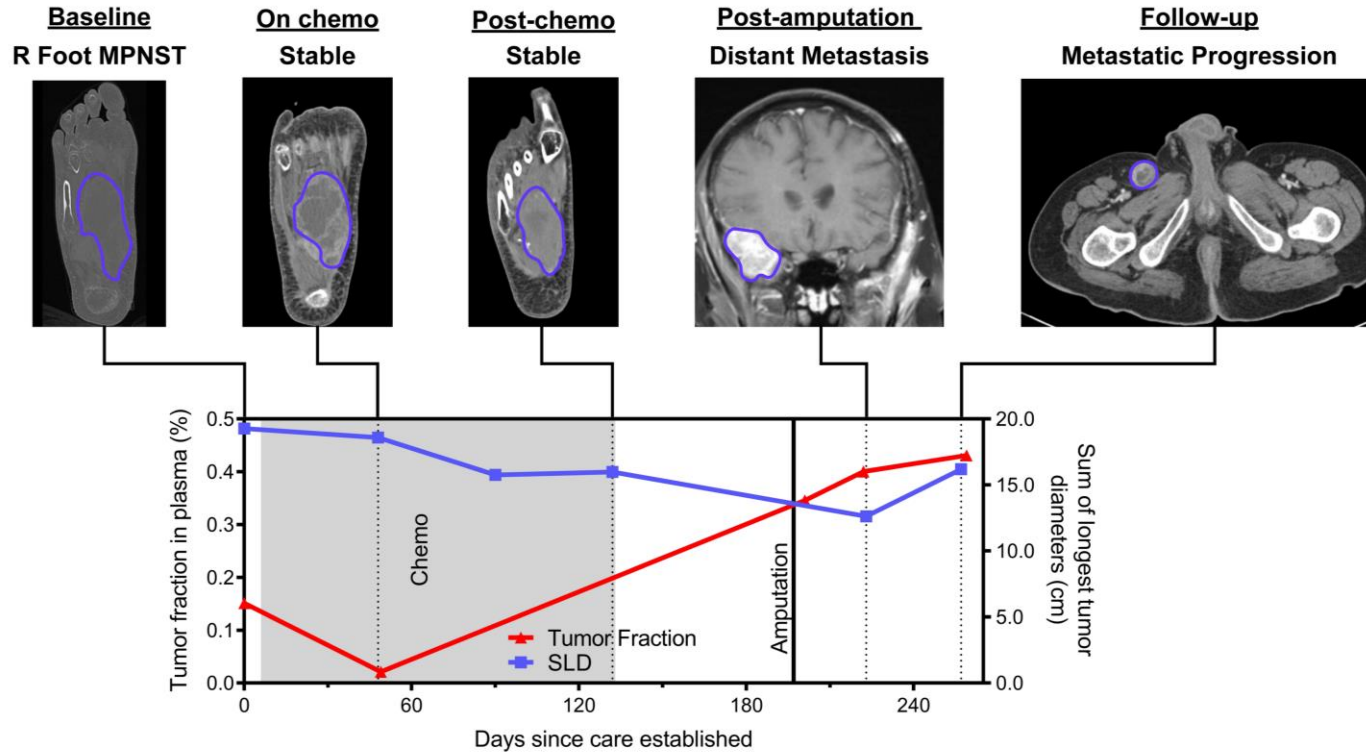 Baseline
R Foot MPNST
On chemo
Stable
Post-chemo
Stable
Post-amputation
Distant Metastasis
Follow-up
Metastatic Progression
Tumor fraction in plasma (%)
0.5
0.4
0.3
0.2
0.1
0.0
Chemo
Amputation
Tumor Fraction
SLD
20.0
15.0
10.0
5.0
0.0
Sum of longest tumor
diameters (cm)
0
60
120
180
240
Days since care established